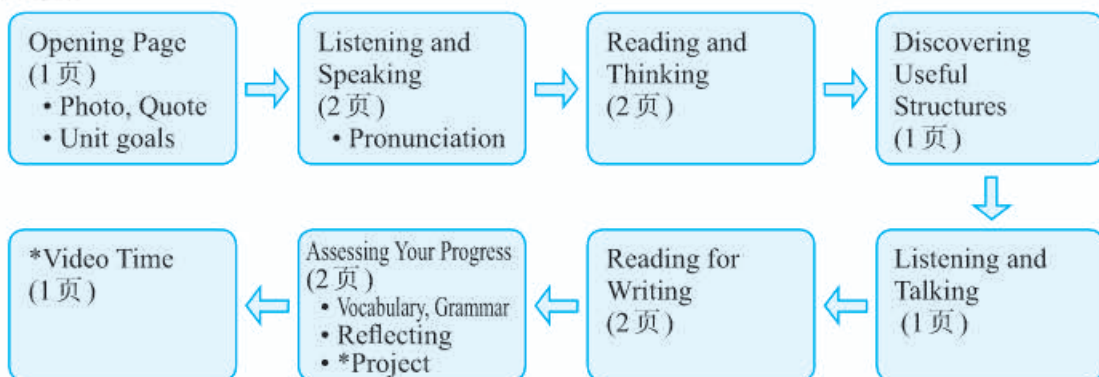 Opening Page
(1 页)
• Photo, Quote
• Unit goals
Listening and
Speaking
(2 页)
• Pronunciation
Reading and
Thinking
(2 页)
Discovering
Useful
Structures
(1 页)
Listening and
Talking
(1 页)
Reading for
Writing
(2 页)
Assessing Your Progress
(2 页)
• Vocabulary, Grammar
• Reflecting
• *Project
*Video Time
(1 页)